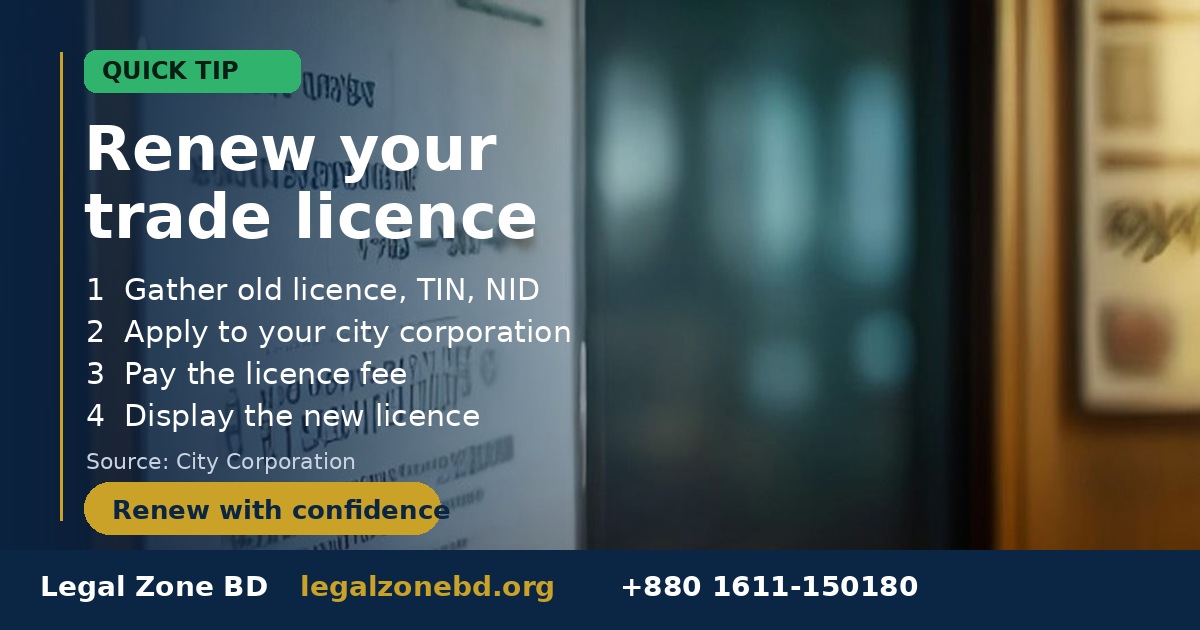 QUICK TIP
Renew your
trade licence
1 Gather old licence, TIN, NID
2 Apply to your city corporation
3 Pay the licence fee
4 Display the new licence
Source: City Corporation
Renew with confidence
Legal Zone BD legalzonebd.org +880 1611-150180